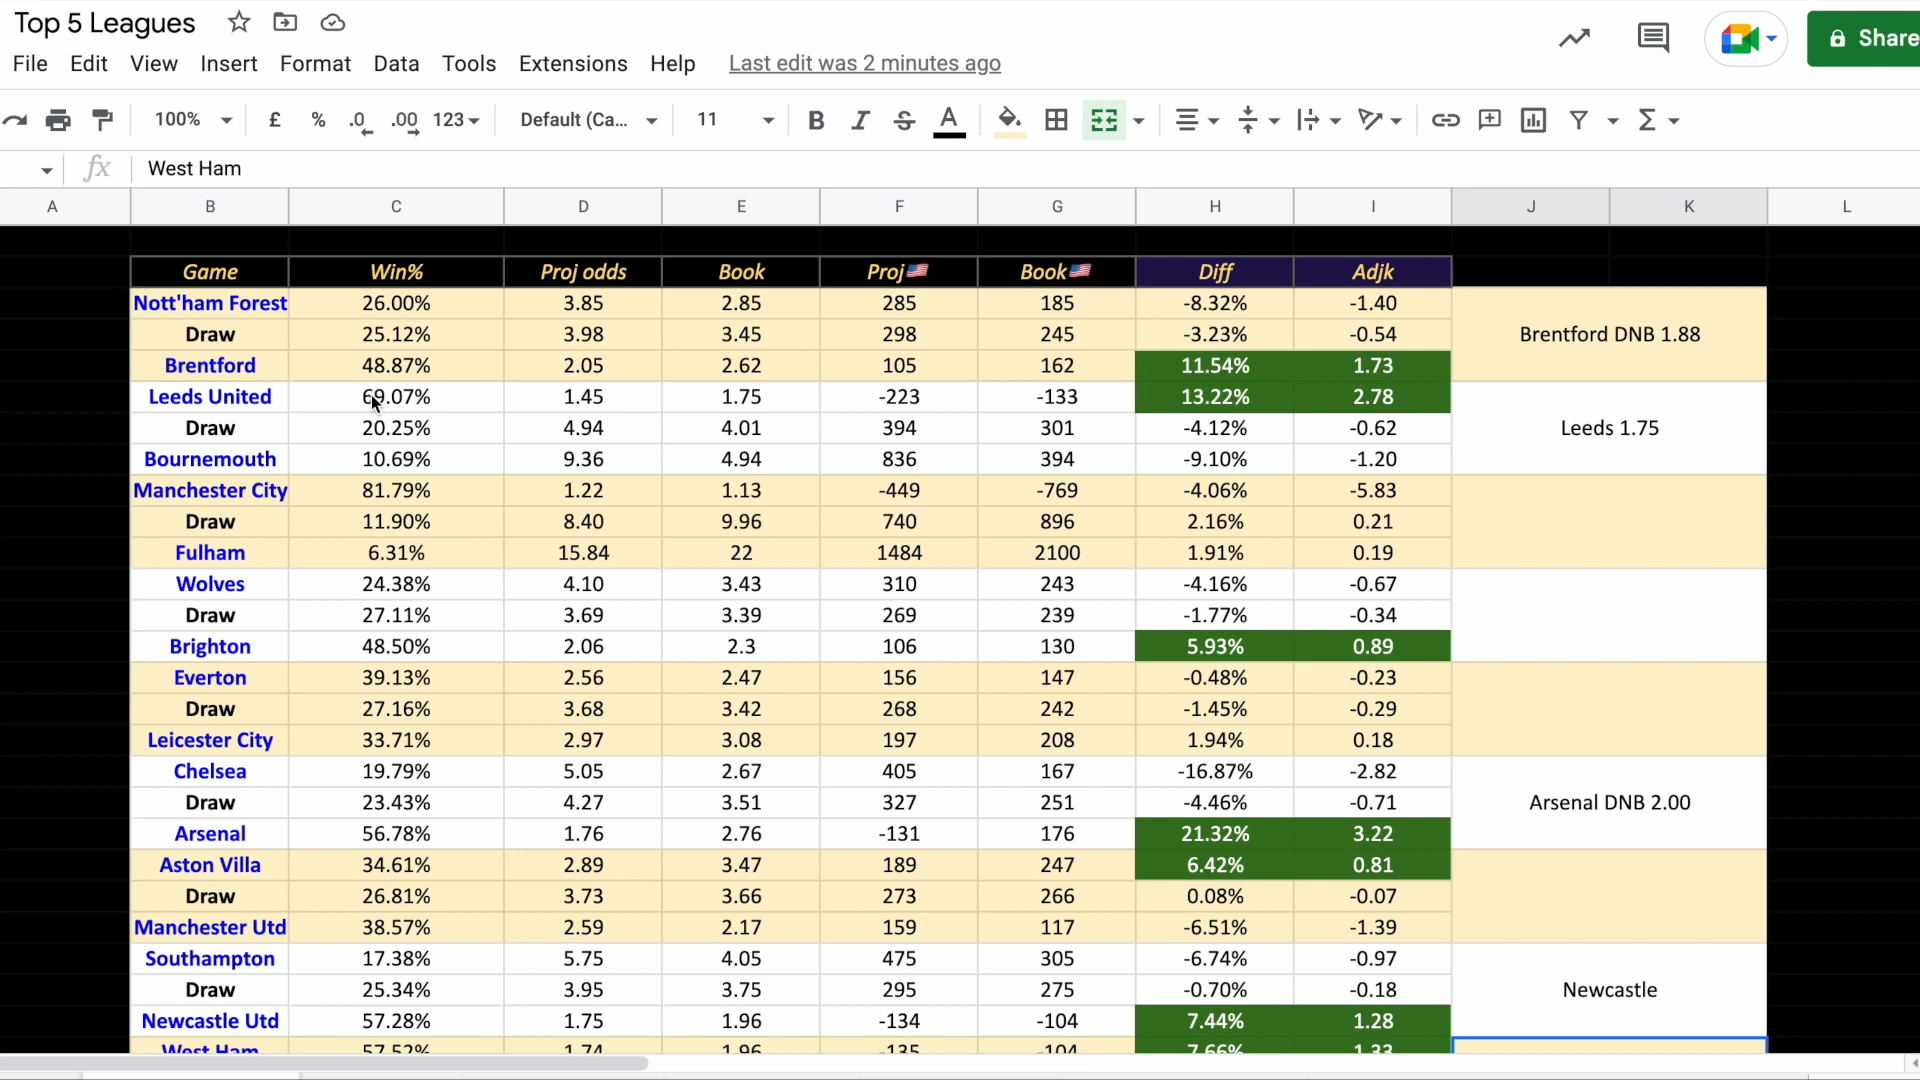 Top 5 Leagues
Share
File Edit View Insert Format Data Tools Extensions Help Last edit was 2 minutes ago
100% £ % .0 .00 123 Default (Ca... 11 B I S A
fx West Ham
A B C D E F G H I J K L
Game Win% Proj odds Book Proj🇺🇸 Book🇺🇸 Diff Adjk
Nott'ham Forest 26.00% 3.85 2.85 285 185 -8.32% -1.40
Draw 25.12% 3.98 3.45 298 245 -3.23% -0.54 Brentford DNB 1.88
Brentford 48.87% 2.05 2.62 105 162 11.54% 1.73
Leeds United 69.07% 1.45 1.75 -223 -133 13.22% 2.78
Draw 20.25% 4.94 4.01 394 301 -4.12% -0.62 Leeds 1.75
Bournemouth 10.69% 9.36 4.94 836 394 -9.10% -1.20
Manchester City 81.79% 1.22 1.13 -449 -769 -4.06% -5.83
Draw 11.90% 8.40 9.96 740 896 2.16% 0.21
Fulham 6.31% 15.84 22 1484 2100 1.91% 0.19
Wolves 24.38% 4.10 3.43 310 243 -4.16% -0.67
Draw 27.11% 3.69 3.39 269 239 -1.77% -0.34
Brighton 48.50% 2.06 2.3 106 130 5.93% 0.89
Everton 39.13% 2.56 2.47 156 147 -0.48% -0.23
Draw 27.16% 3.68 3.42 268 242 -1.45% -0.29
Leicester City 33.71% 2.97 3.08 197 208 1.94% 0.18
Chelsea 19.79% 5.05 2.67 405 167 -16.87% -2.82
Draw 23.43% 4.27 3.51 327 251 -4.46% -0.71 Arsenal DNB 2.00
Arsenal 56.78% 1.76 2.76 -131 176 21.32% 3.22
Aston Villa 34.61% 2.89 3.47 189 247 6.42% 0.81
Draw 26.81% 3.73 3.66 273 266 0.08% -0.07
Manchester Utd 38.57% 2.59 2.17 159 117 -6.51% -1.39
Southampton 17.38% 5.75 4.05 475 305 -6.74% -0.97
Draw 25.34% 3.95 3.75 295 275 -0.70% -0.18 Newcastle
Newcastle Utd 57.28% 1.75 1.96 -134 -104 7.44% 1.28
West Ham 57.52% 1.74 1.96 -135 -104 7.66% 1.33